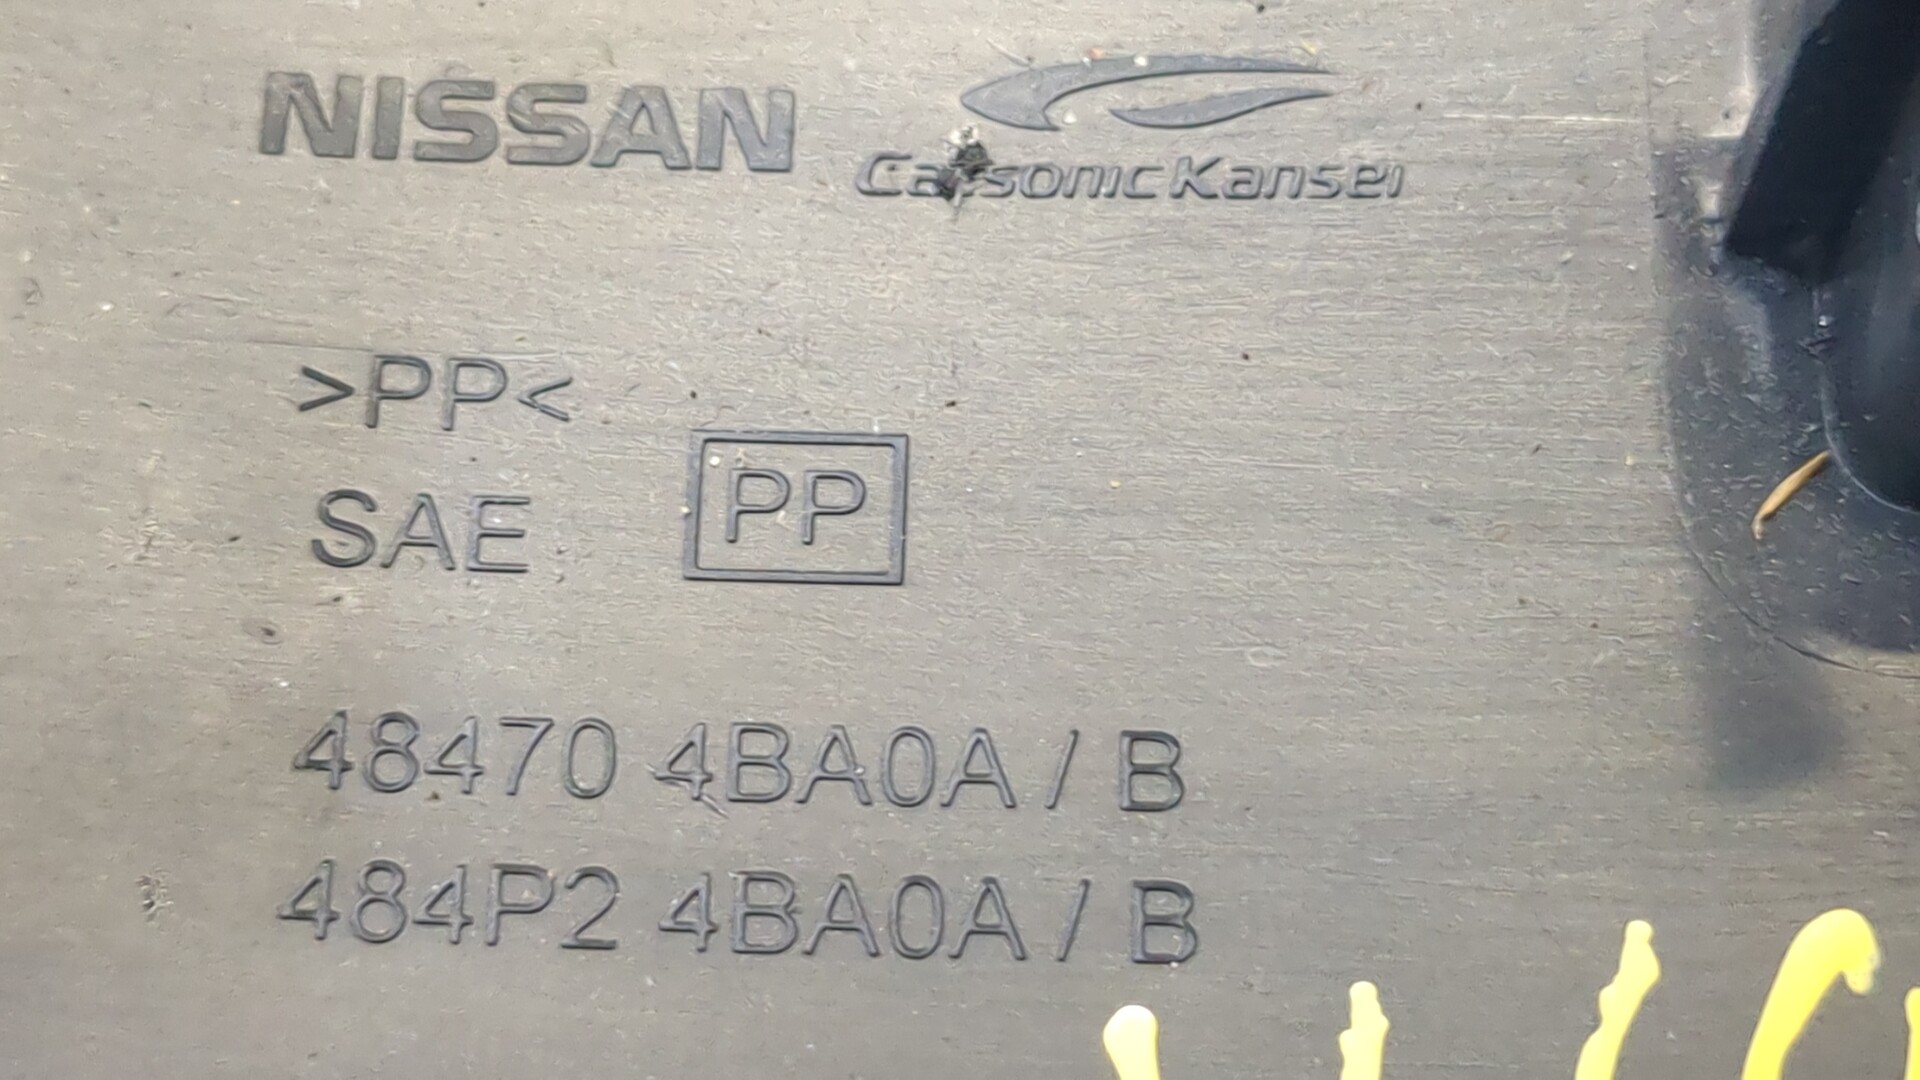 NISSAN CalsonicKansei
>PP<
SAE PP
48470 4BA0A / B
484P2 4BA0A / B